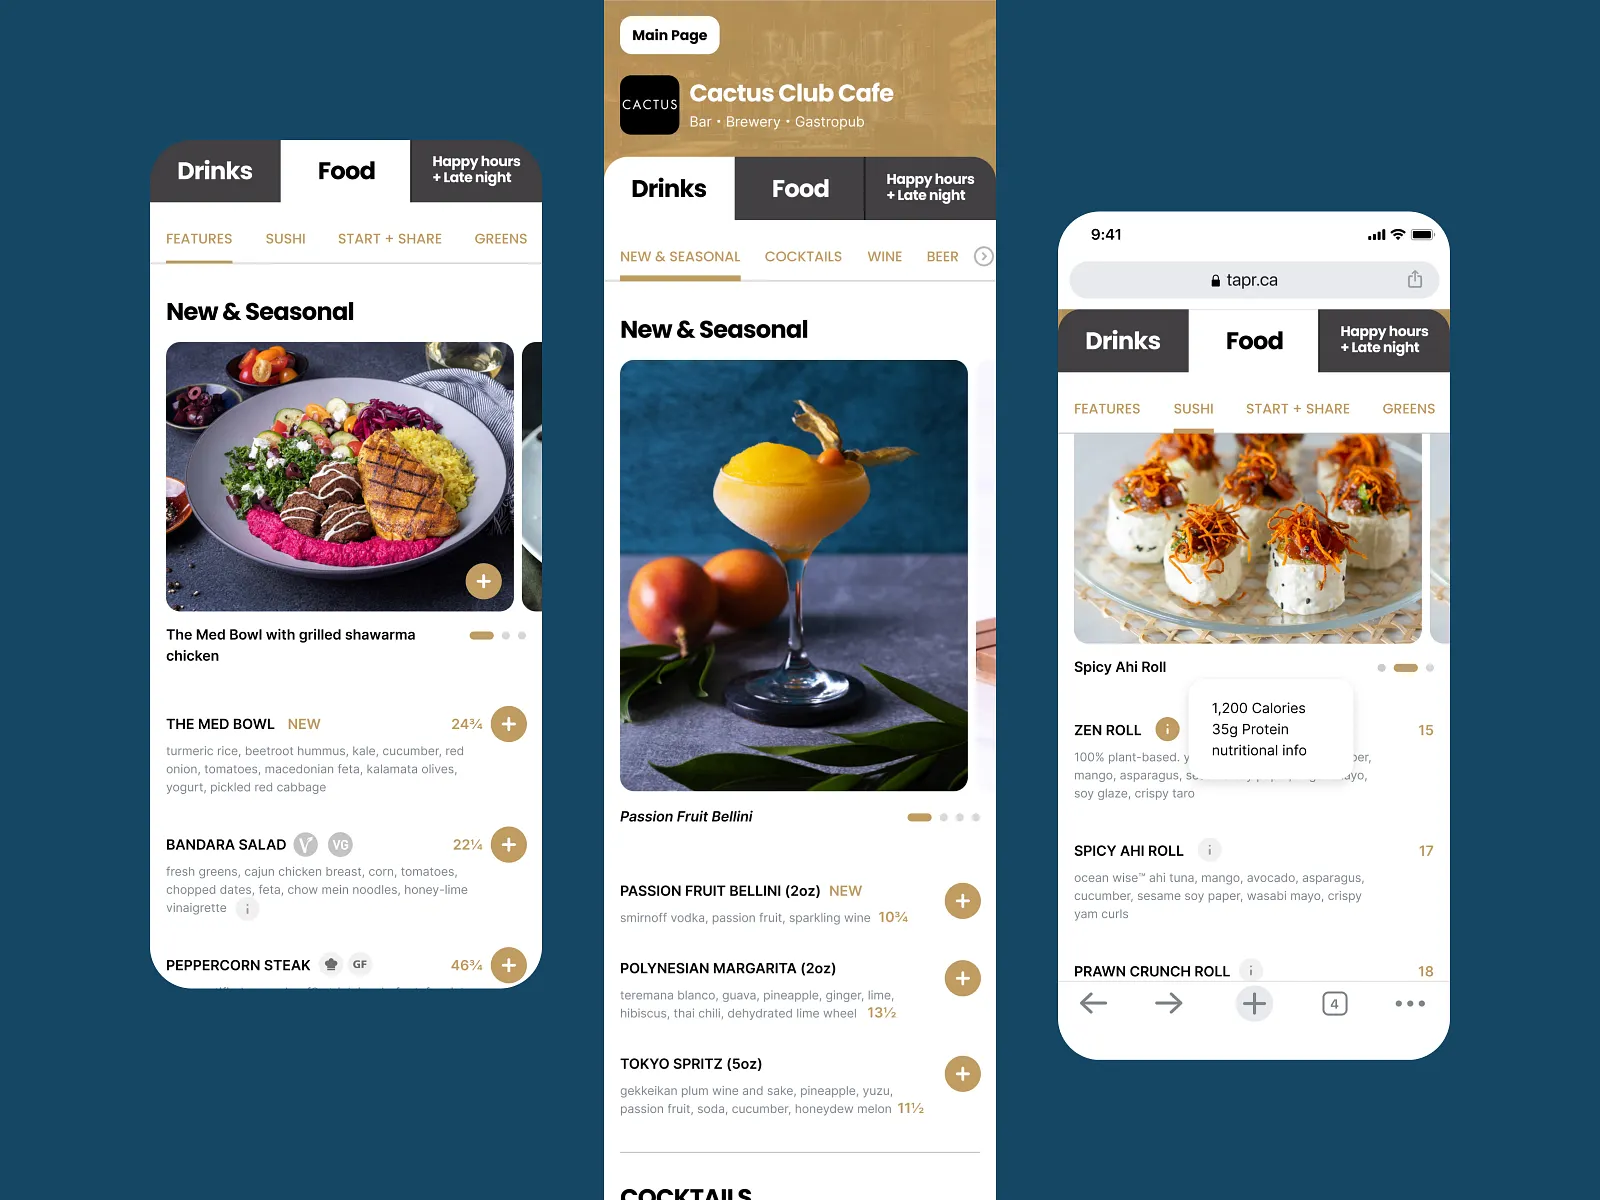 Drinks
Food
Happy hours
+ Late night
FEATURES
SUSHI
START + SHARE
GREENS
New & Seasonal
The Med Bowl with grilled shawarma
chicken
THE MED BOWL NEW 24¾
turmeric rice, beetroot hummus, kale, cucumber, red
onion, tomatoes, macedonian feta, kalamata olives,
yogurt, pickled red cabbage
BANDARA SALAD V VG 22¼
fresh greens, cajun chicken breast, corn, tomatoes,
chopped dates, feta, chow mein noodles, honey-lime
vinaigrette i
PEPPERCORN STEAK GF 46¾
Main Page
CACTUS
Cactus Club Cafe
Bar • Brewery • Gastropub
Drinks
Food
Happy hours
+ Late night
NEW & SEASONAL
COCKTAILS
WINE
BEER
New & Seasonal
Passion Fruit Bellini
PASSION FRUIT BELLINI (2oz) NEW
smirnoff vodka, passion fruit, sparkling wine 10¾
POLYNESIAN MARGARITA (2oz)
teremana blanco, guava, pineapple, ginger, lime,
hibiscus, thai chili, dehydrated lime wheel 13½
TOKYO SPRITZ (5oz)
gekkeikan plum wine and sake, pineapple, yuzu,
passion fruit, soda, cucumber, honeydew melon 11½
COCKTAILS
9:41
tapr.ca
Drinks
Food
Happy hours
+ Late night
FEATURES
SUSHI
START + SHARE
GREENS
Spicy Ahi Roll
1,200 Calories
35g Protein
nutritional info
ZEN ROLL i 15
100% plant-based.
mango, asparagus,
soy glaze, crispy taro
SPICY AHI ROLL i 17
ocean wise™ ahi tuna, mango, avocado, asparagus,
cucumber, sesame soy paper, wasabi mayo, crispy
yam curls
PRAWN CRUNCH ROLL i 18
4